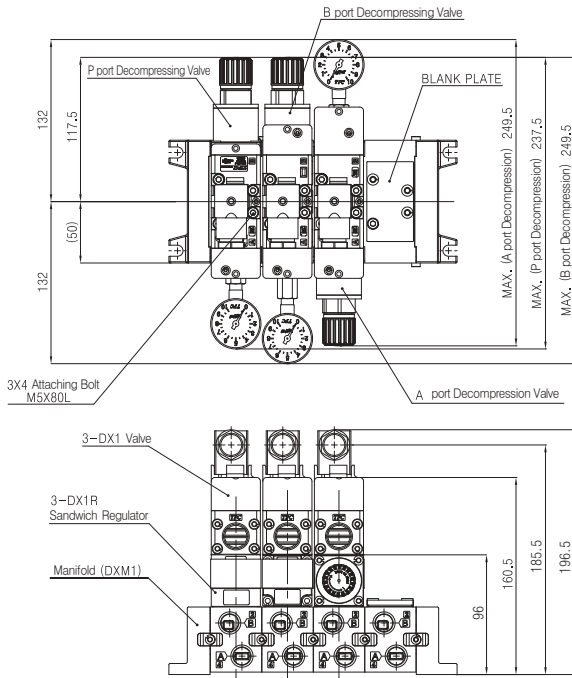 B port Decompressing Valve
P port Decompressing Valve
BLANK PLATE
132
117.5
(50)
132
MAX. (A port Decompression) 249.5
MAX. (P port Decompression) 237.5
MAX. (B port Decompression) 249.5
3X4 Attaching Bolt
M5X80L
A port Decompression Valve
3-DX1 Valve
3-DX1R
Sandwich Regulator
Manifold (DXM1)
96
160.5
185.5
196.5